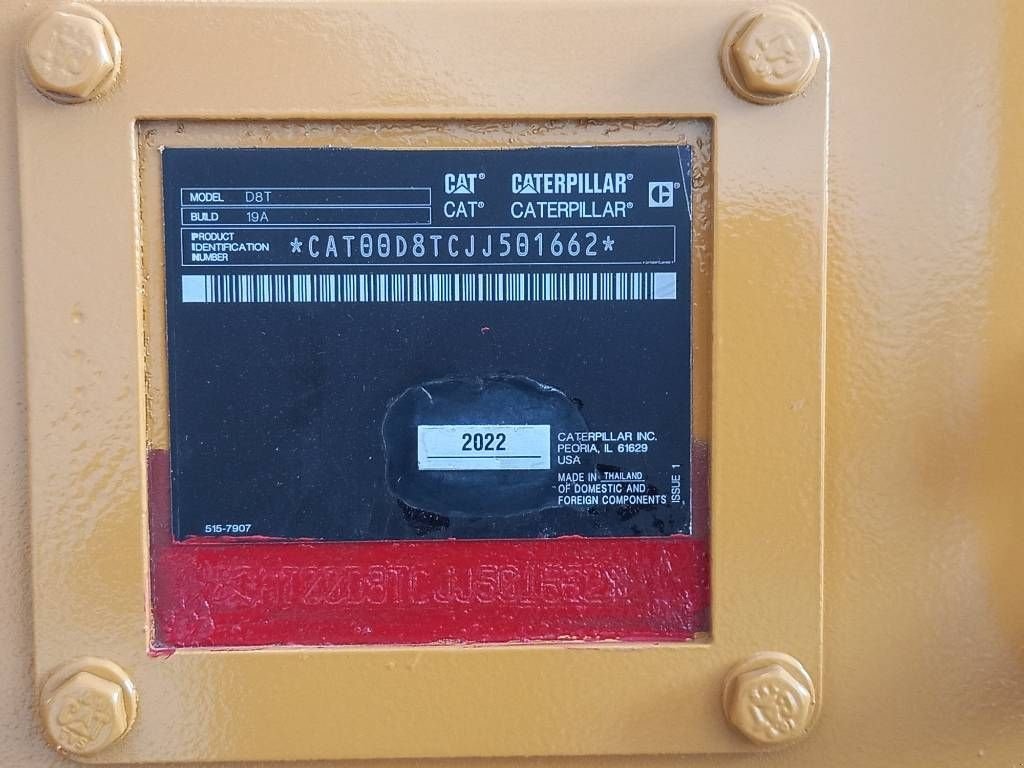 CAT® CATERPILLAR®
CAT® CATERPILLAR®
MODEL D8T
BUILD 19A
PRODUCT IDENTIFICATION NUMBER *CAT00D8TCJJ501662*
2022
CATERPILLAR INC.
PEORIA, IL 61629
USA
MADE IN THAILAND
OF DOMESTIC AND
FOREIGN COMPONENTS
ISSUE 1
515-7907